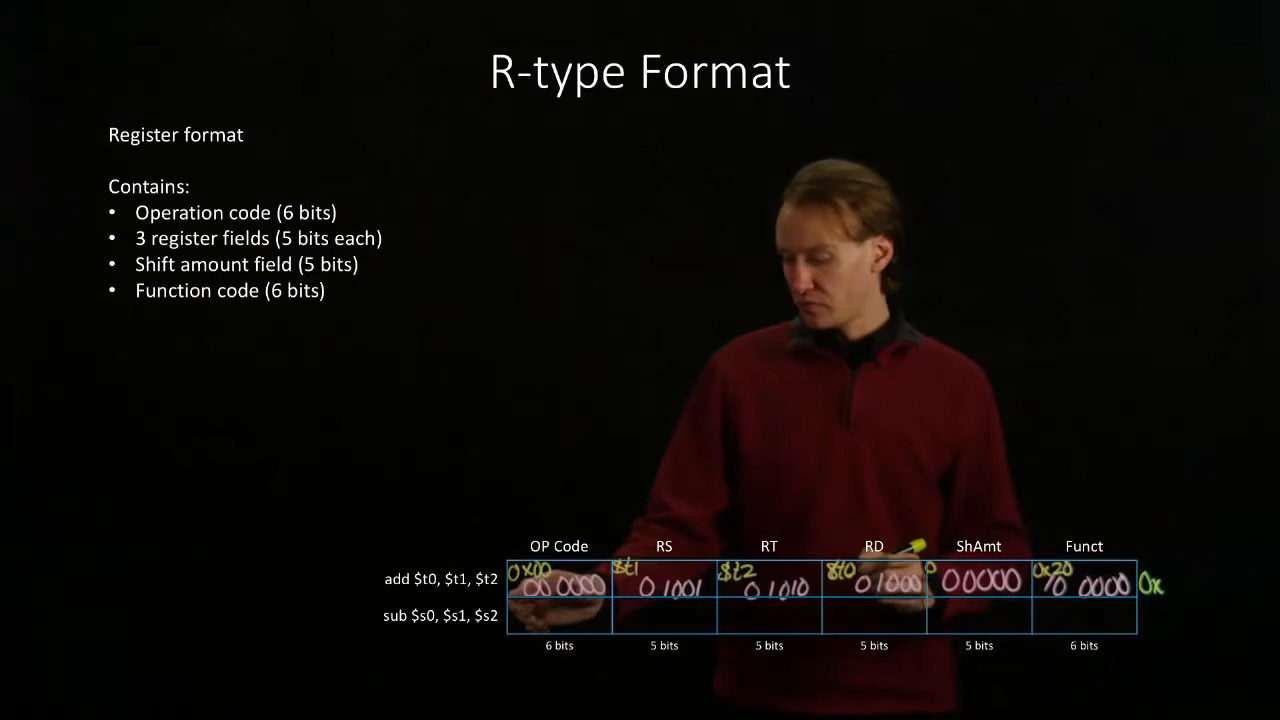 R-type Format
Register format
Contains:
• Operation code (6 bits)
• 3 register fields (5 bits each)
• Shift amount field (5 bits)
• Function code (6 bits)
OP Code RS RT RD ShAmt Funct
0x00 $t1 $t2 $t0 0 0x20
add $t0, $t1, $t2 00 0000 0 1001 0 1010 0 1000 00000 10 0000 0x
sub $s0, $s1, $s2
6 bits 5 bits 5 bits 5 bits 5 bits 6 bits